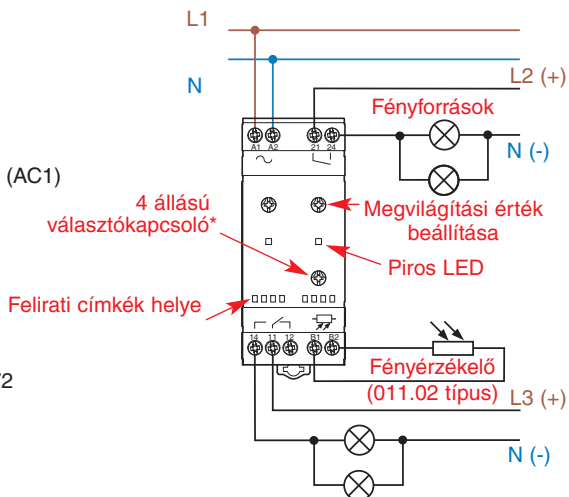 L1
N
L2 (+)
Fényforrások
N (-)
A1 A2 21 24
(AC1)
4 állású
választókapcsoló*
Megvilágítási érték
beállítása
Piros LED
Felirati címkék helye
14 11 12 B1 B2
Fényérzékelő
(011.02 típus)
/2
L3 (+)
N (-)